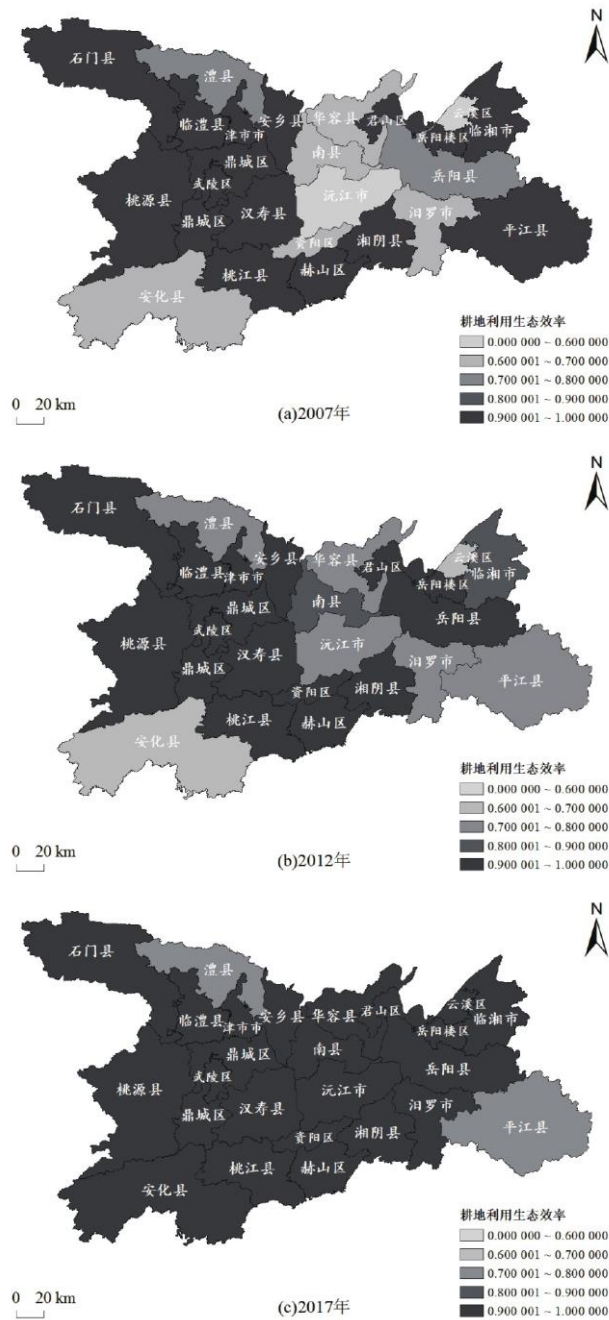 N
石门县
澧县
临澧县
津市市
安乡县
华容县
君山区
云溪区
岳阳楼区
临湘市
鼎城区
南县
武陵区
岳阳县
桃源县
沅江市
鼎城区
汉寿县
汨罗市
资阳区
湘阴县
平江县
桃江县
赫山区
安化县
耕地利用生态效率
0.000 000 ~ 0.600 000
0.600 001 ~ 0.700 000
0.700 001 ~ 0.800 000
0.800 001 ~ 0.900 000
0.900 001 ~ 1.000 000
0 20 km
(a)2007年
N
石门县
澧县
临澧县
津市市
安乡县
华容县
君山区
云溪区
岳阳楼区
临湘市
鼎城区
南县
武陵区
岳阳县
桃源县
沅江市
鼎城区
汉寿县
汨罗市
资阳区
湘阴县
平江县
桃江县
赫山区
安化县
耕地利用生态效率
0.000 000 ~ 0.600 000
0.600 001 ~ 0.700 000
0.700 001 ~ 0.800 000
0.800 001 ~ 0.900 000
0.900 001 ~ 1.000 000
0 20 km
(b)2012年
N
石门县
澧县
临澧县
津市市
安乡县
华容县
君山区
云溪区
岳阳楼区
临湘市
鼎城区
南县
武陵区
岳阳县
桃源县
沅江市
鼎城区
汉寿县
汨罗市
资阳区
湘阴县
平江县
桃江县
赫山区
安化县
耕地利用生态效率
0.000 000 ~ 0.600 000
0.600 001 ~ 0.700 000
0.700 001 ~ 0.800 000
0.800 001 ~ 0.900 000
0.900 001 ~ 1.000 000
0 20 km
(c)2017年